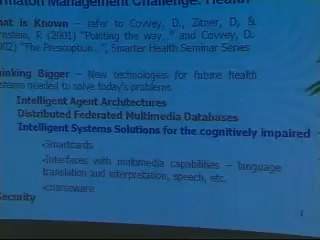 Management Challenge: Health
at is Known – refer to Covvey, D., Zitner, D, &
rnstein, R (2001) "Pointing the way.." and Covvey, D.
002) "The Prescription..", Smarter Health Seminar Series
inking Bigger – New technologies for future health
stems needed to solve today's problems
Intelligent Agent Architectures
Distributed Federated Multimedia Databases
Intelligent Systems Solutions for the cognitively impaired -
•Smartcards
•Interfaces with multimedia capabilities – language
translation and interpretation, speech, etc.
•courseware
Security